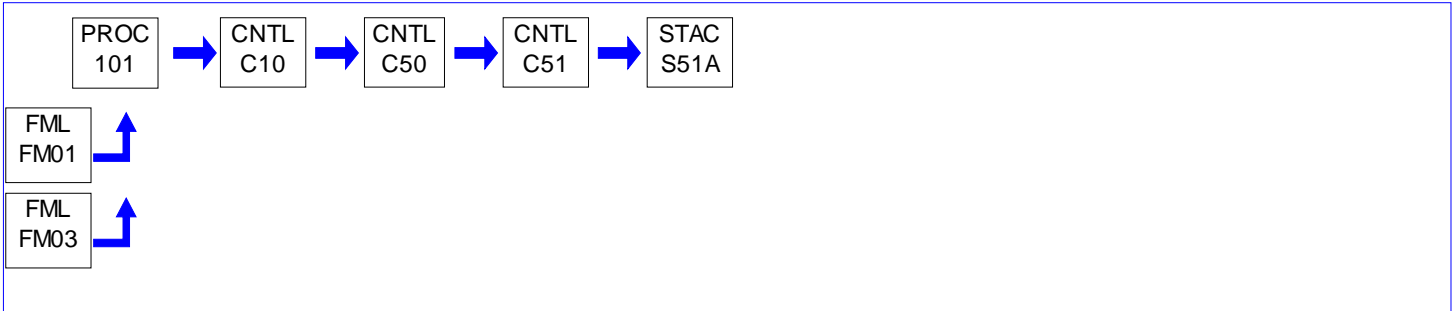 PROC
101
CNTL
C10
CNTL
C50
CNTL
C51
STAC
S51A
FML
FM01
FML
FM03